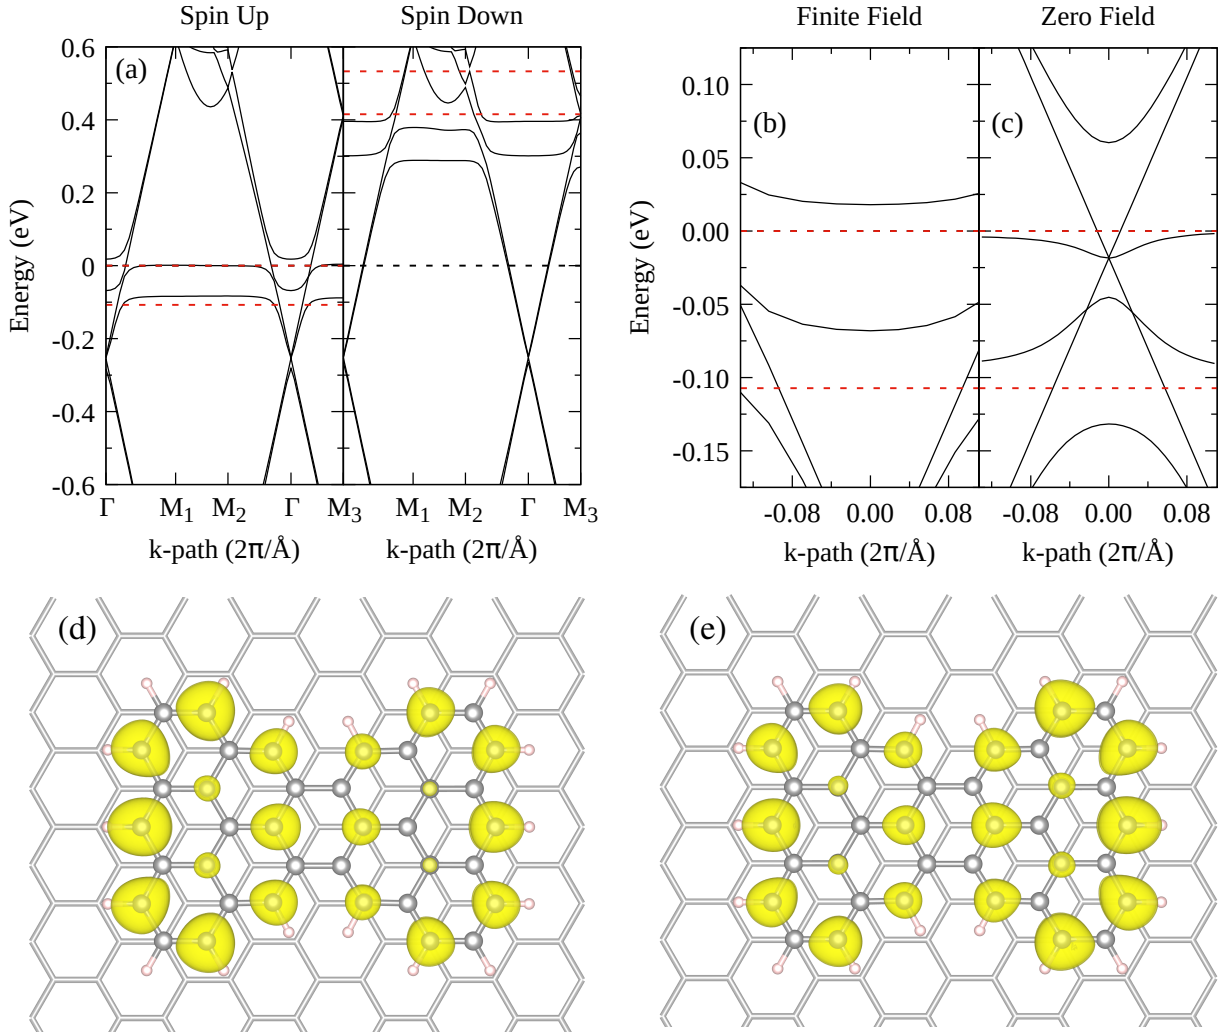 Spin Up Spin Down
Finite Field Zero Field
(a)
0.6
0.4
0.2
0
-0.2
-0.4
-0.6
Energy (eV)
Γ M1 M2 Γ M3 M1 M2 Γ M3
k-path (2π/Å) k-path (2π/Å)
(b) (c)
0.10
0.05
0.00
-0.05
-0.10
-0.15
Energy (eV)
-0.08 0.00 0.08 -0.08 0.00 0.08
k-path (2π/Å) k-path (2π/Å)
(d)
(e)